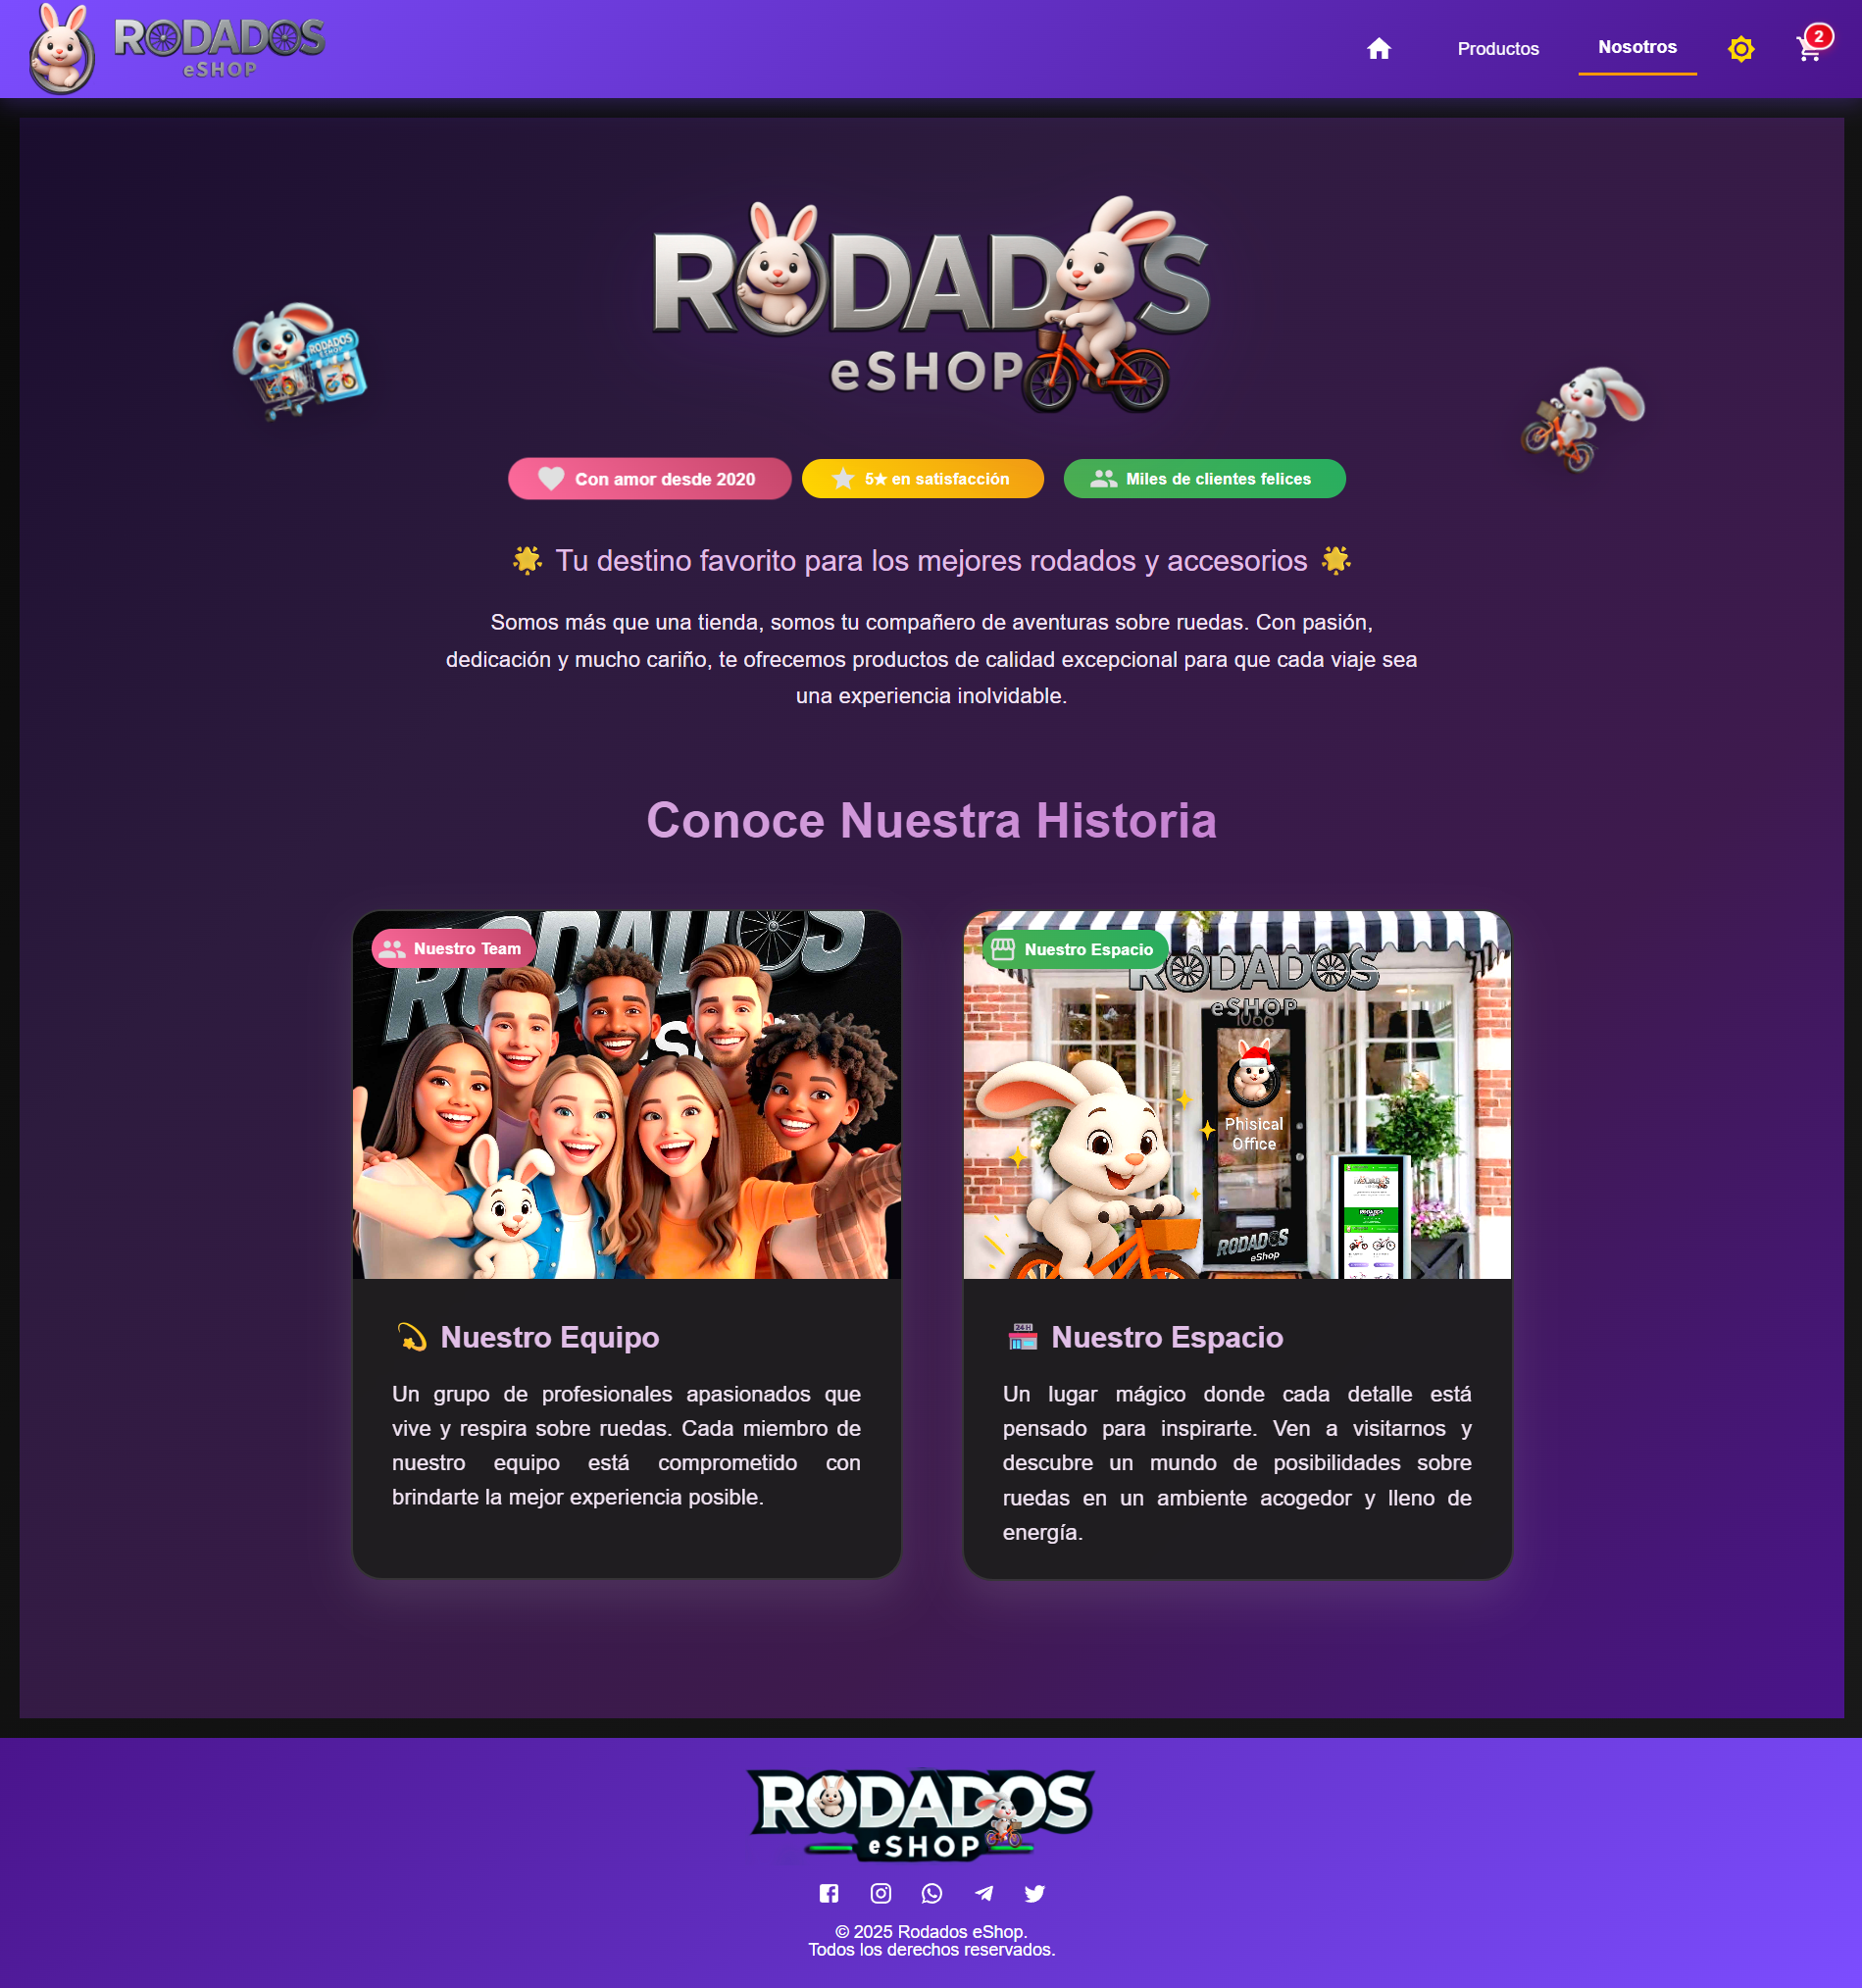 RODADOS
eSHOP
Productos
Nosotros
2
RODADOS
eSHOP
RODADOS
ESHOP
Con amor desde 2020
5★ en satisfacción
Miles de clientes felices
🌟 Tu destino favorito para los mejores rodados y accesorios 🌟
Somos más que una tienda, somos tu compañero de aventuras sobre ruedas. Con pasión,
dedicación y mucho cariño, te ofrecemos productos de calidad excepcional para que cada viaje sea
una experiencia inolvidable.
Conoce Nuestra Historia
RODADOS
Nuestro Team
💫 Nuestro Equipo
Un grupo de profesionales apasionados que
vive y respira sobre ruedas. Cada miembro de
nuestro equipo está comprometido con
brindarte la mejor experiencia posible.
Nuestro Espacio
RODADOS
eSHOP
Phisical
Office
RODADOS
eShop
RODADOS
🏪 Nuestro Espacio
Un lugar mágico donde cada detalle está
pensado para inspirarte. Ven a visitarnos y
descubre un mundo de posibilidades sobre
ruedas en un ambiente acogedor y lleno de
energía.
RODADOS
eSHOP
© 2025 Rodados eShop.
Todos los derechos reservados.